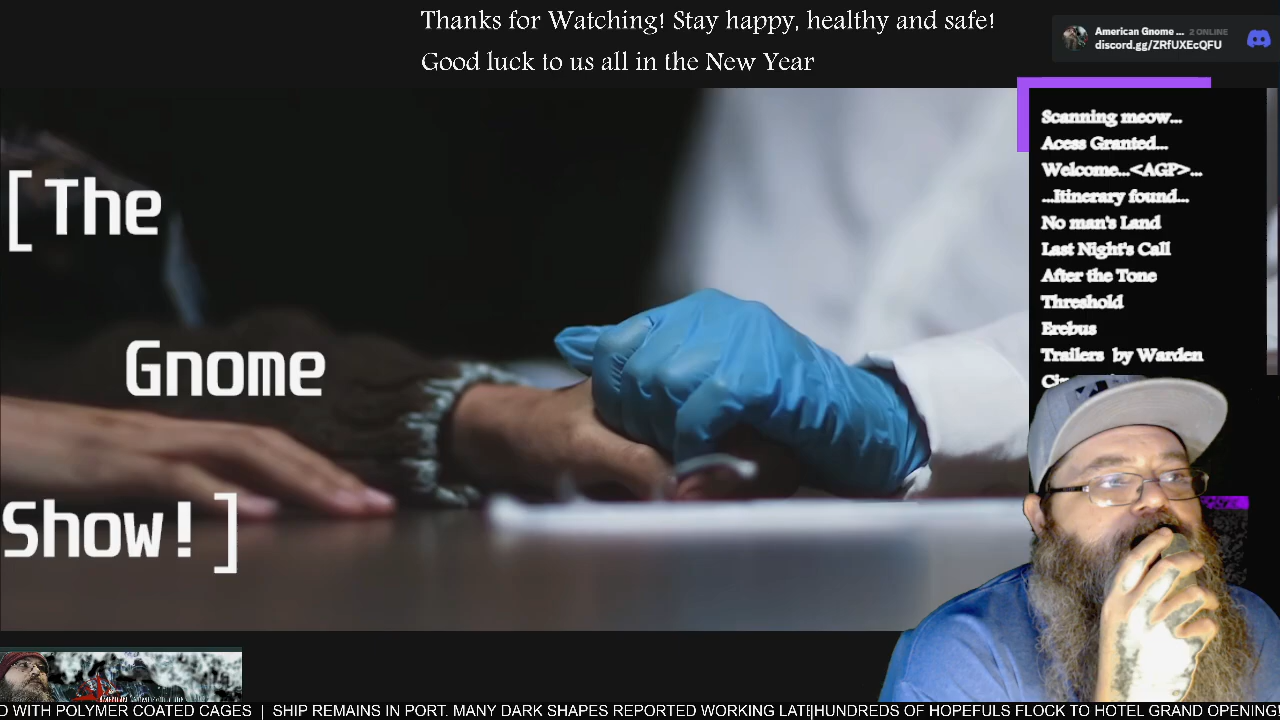 Thanks for Watching! Stay happy, healthy and safe!
Good luck to us all in the New Year
American Gnome ... 2 ONLINE
discord.gg/ZRfUXEcQFU
Scanning meow...
Acess Granted...
Welcome...<AGP>...
...Itinerary found...
No man's Land
Last Night's Call
After the Tone
Threshold
Erebus
Trailers by Warden
[The
Gnome
Show!]
D WITH POLYMER COATED CAGES | SHIP REMAINS IN PORT. MANY DARK SHAPES REPORTED WORKING LATE
HUNDREDS OF HOPEFULS FLOCK TO HOTEL GRAND OPENING!